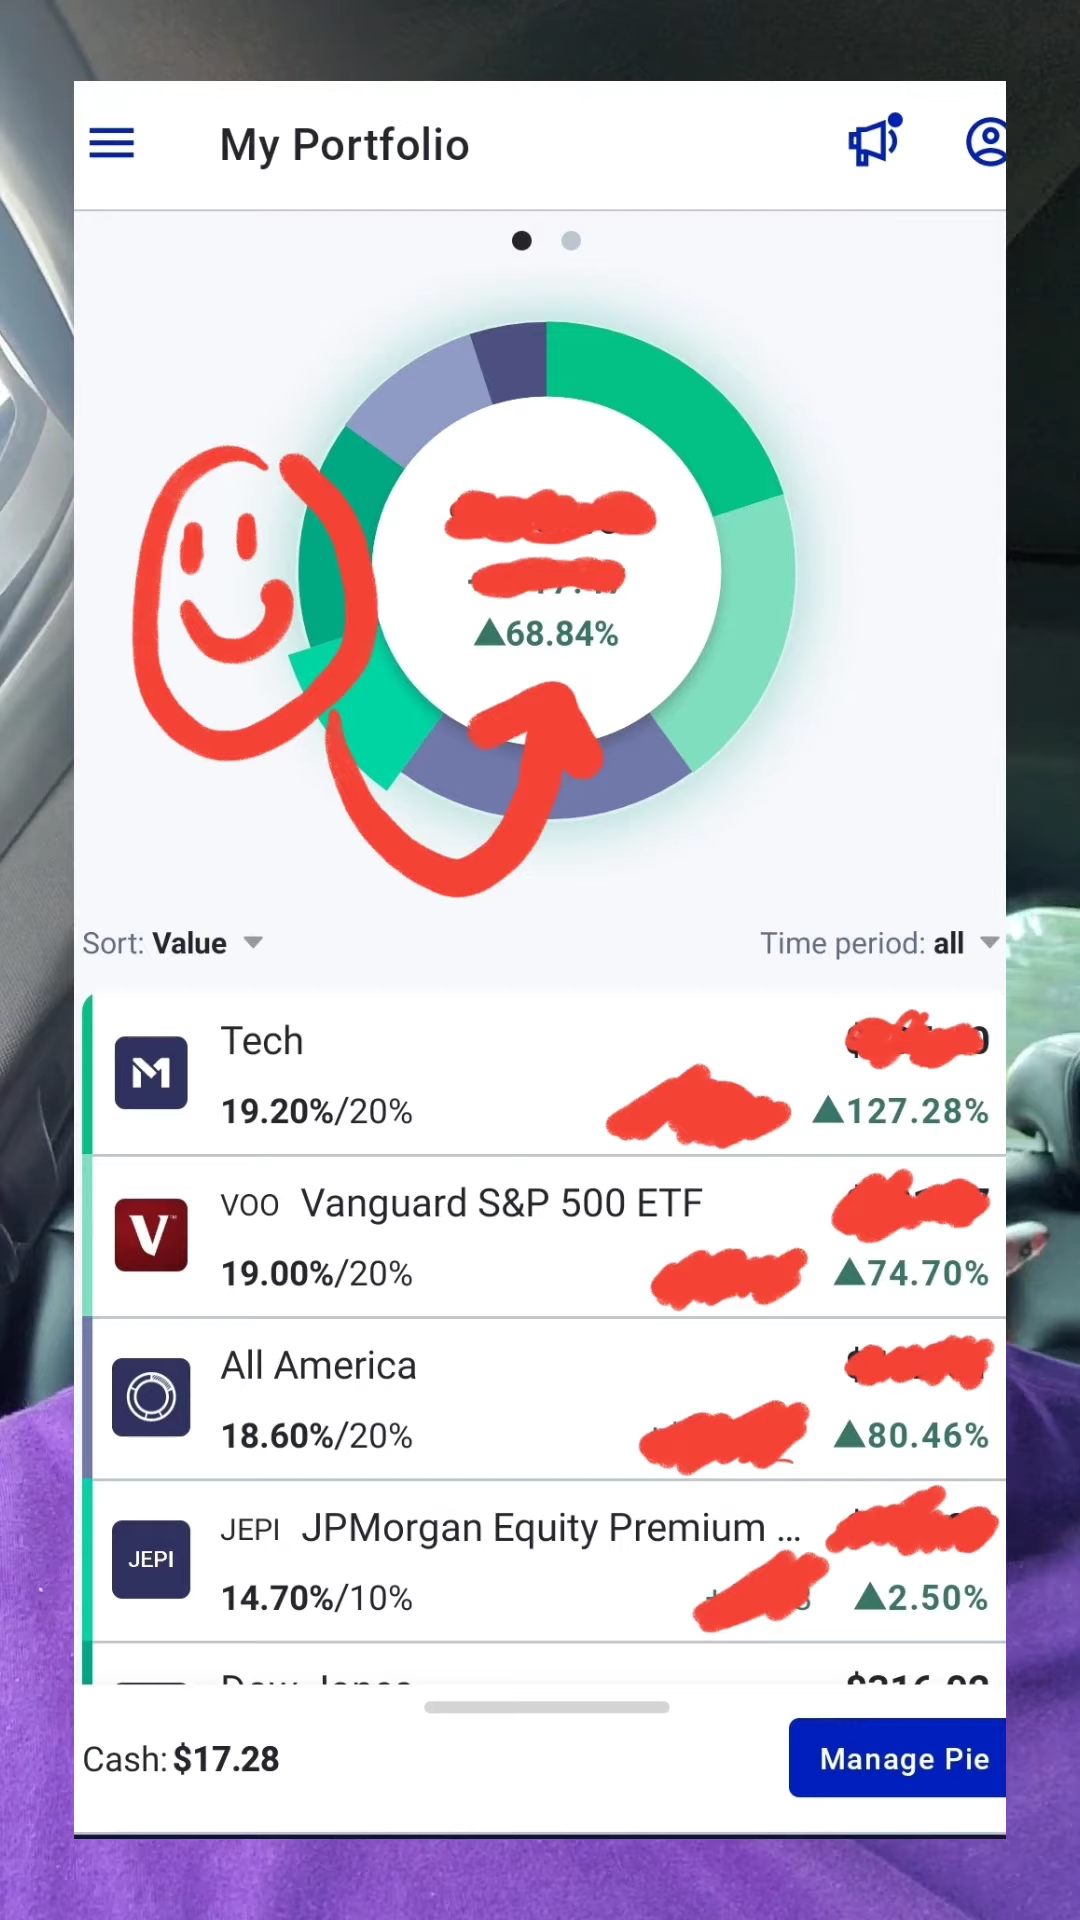 My Portfolio
▲68.84%
Sort: Value
Time period: all
Tech
19.20%/20%
▲127.28%
VOO Vanguard S&P 500 ETF
19.00%/20%
▲74.70%
All America
18.60%/20%
▲80.46%
JEPI
JEPI JPMorgan Equity Premium ...
14.70%/10%
▲2.50%
Cash: $17.28
Manage Pie